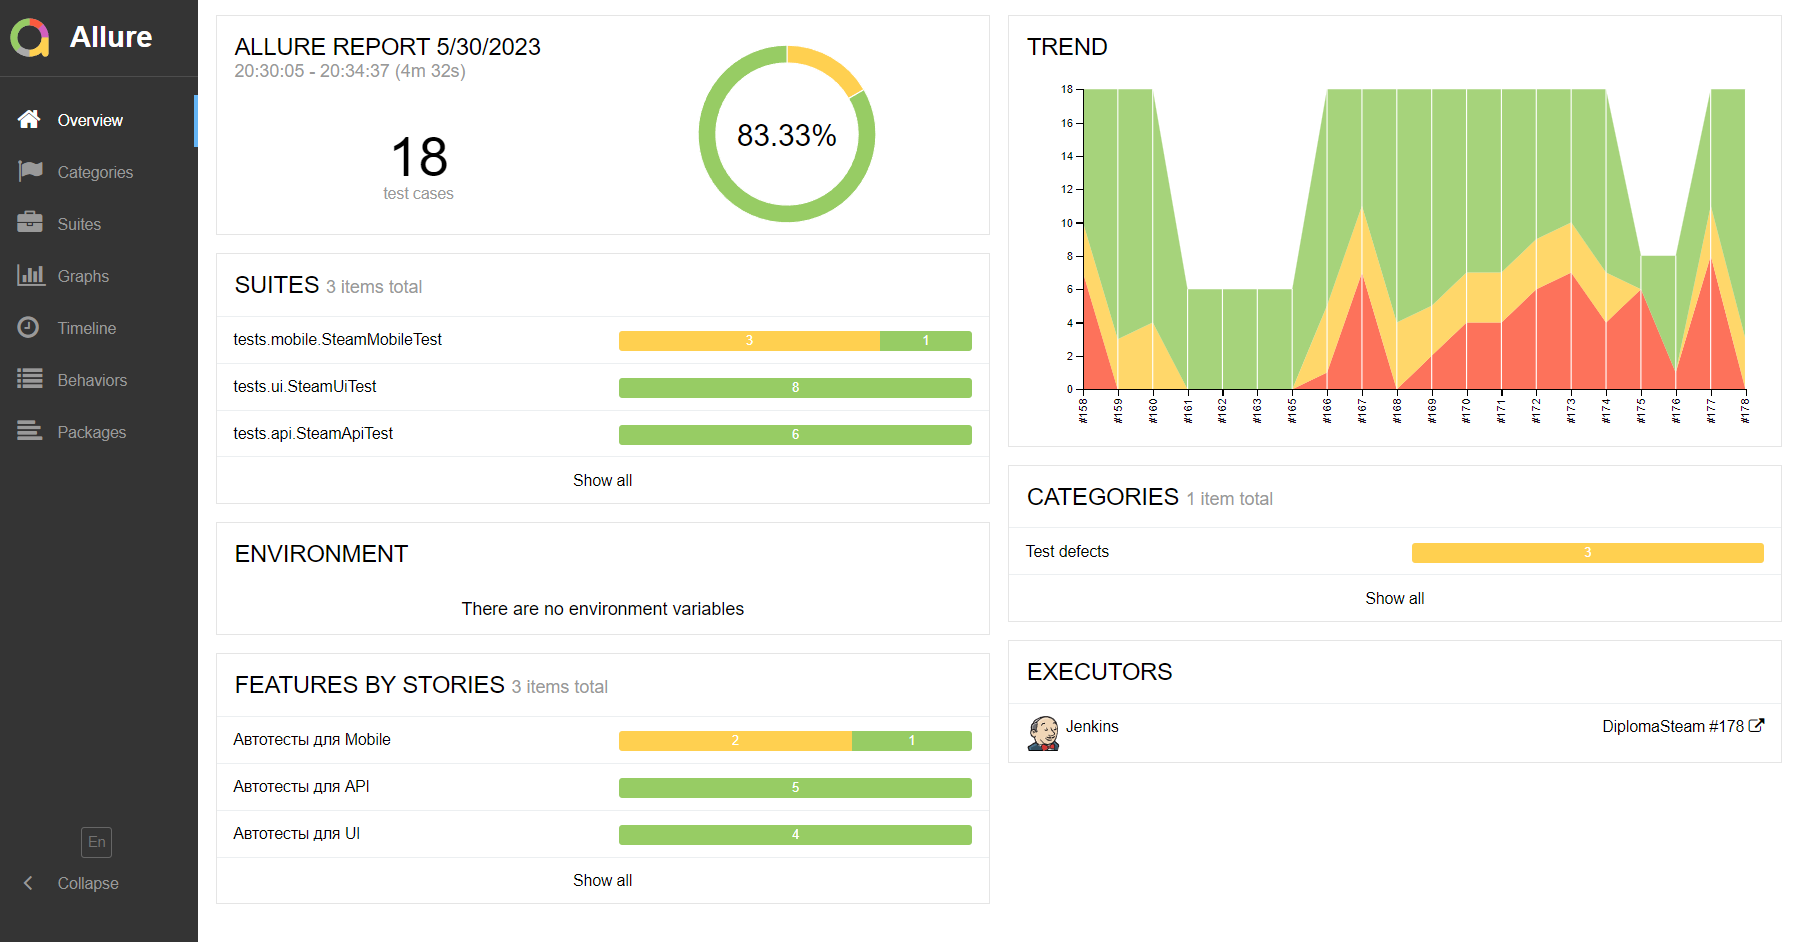 Allure
Overview
Categories
Suites
Graphs
Timeline
Behaviors
Packages
En
Collapse
ALLURE REPORT 5/30/2023
20:30:05 - 20:34:37 (4m 32s)
18
test cases
83.33%
SUITES 3 items total
tests.mobile.SteamMobileTest 3 1
tests.ui.SteamUiTest 8
tests.api.SteamApiTest 6
Show all
ENVIRONMENT
There are no environment variables
FEATURES BY STORIES 3 items total
Автотесты для Mobile 2 1
Автотесты для API 5
Автотесты для UI 4
Show all
TREND
18
16
14
12
10
8
6
4
2
0
#158 #159 #160 #161 #162 #163 #165 #166 #167 #168 #169 #170 #171 #172 #173 #174 #175 #176 #177 #178
CATEGORIES 1 item total
Test defects 3
Show all
EXECUTORS
Jenkins DiplomaSteam #178